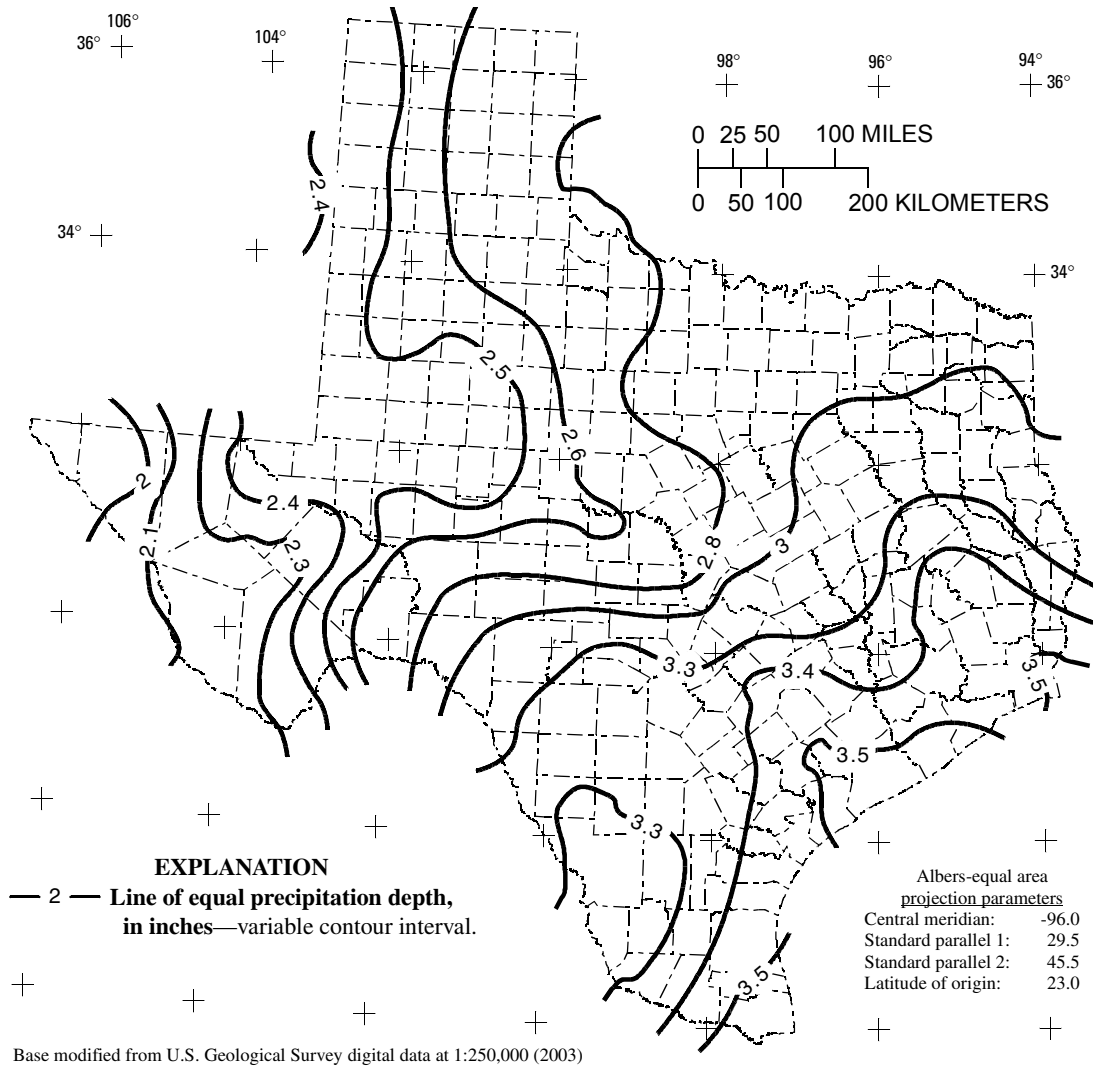 106°
36°
104°
98°
96°
94°
36°
0 25 50 100 MILES
0 50 100 200 KILOMETERS
2.4
34°
34°
2.5
2.6
2
2.4
2.1
2.3
2.8
3
3.3
3.4
3.5
3.5
3.3
3.5
EXPLANATION
2 Line of equal precipitation depth,
in inches—variable contour interval.
Albers-equal area
projection parameters
Central meridian: -96.0
Standard parallel 1: 29.5
Standard parallel 2: 45.5
Latitude of origin: 23.0
Base modified from U.S. Geological Survey digital data at 1:250,000 (2003)